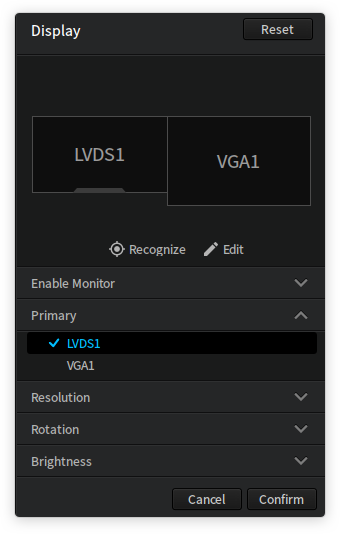 Display
Reset
LVDS1
VGA1
Recognize
Edit
Enable Monitor
Primary
LVDS1
VGA1
Resolution
Rotation
Brightness
Cancel
Confirm